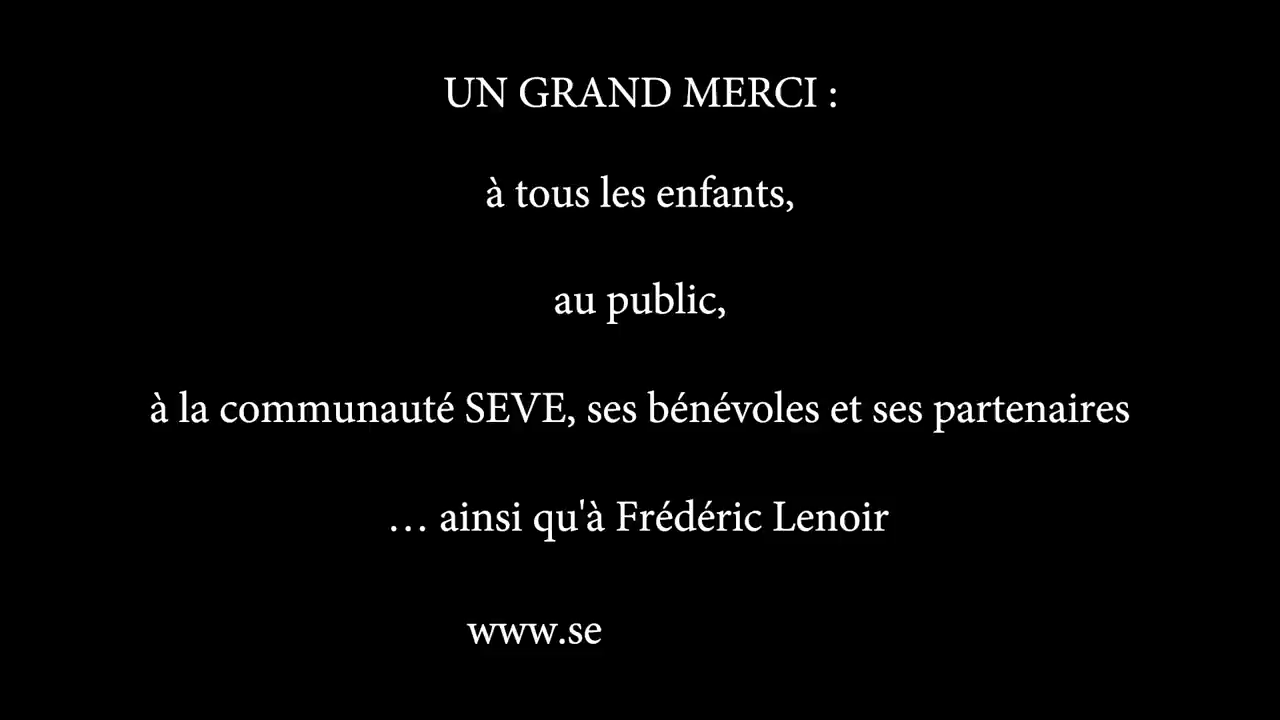 UN GRAND MERCI :
à tous les enfants,
au public,
à la communauté SEVE, ses bénévoles et ses partenaires
… ainsi qu'à Frédéric Lenoir
www.se